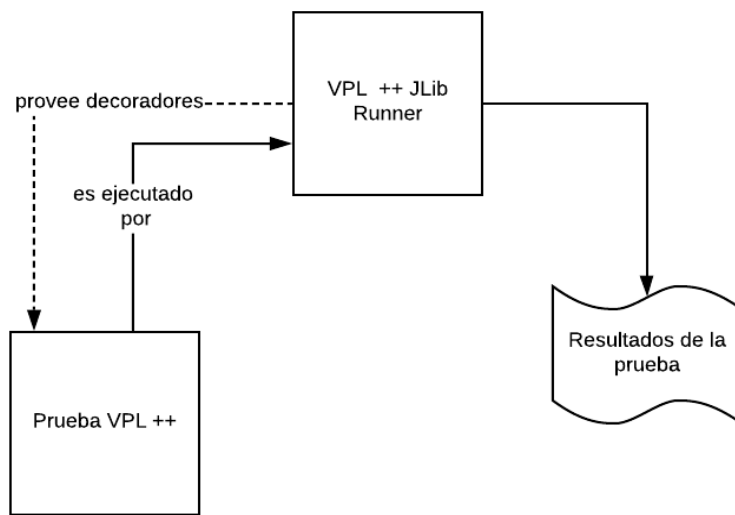 VPL ++ JLib
Runner
provee decoradores
es ejecutado
por
Resultados de la
prueba
Prueba VPL ++